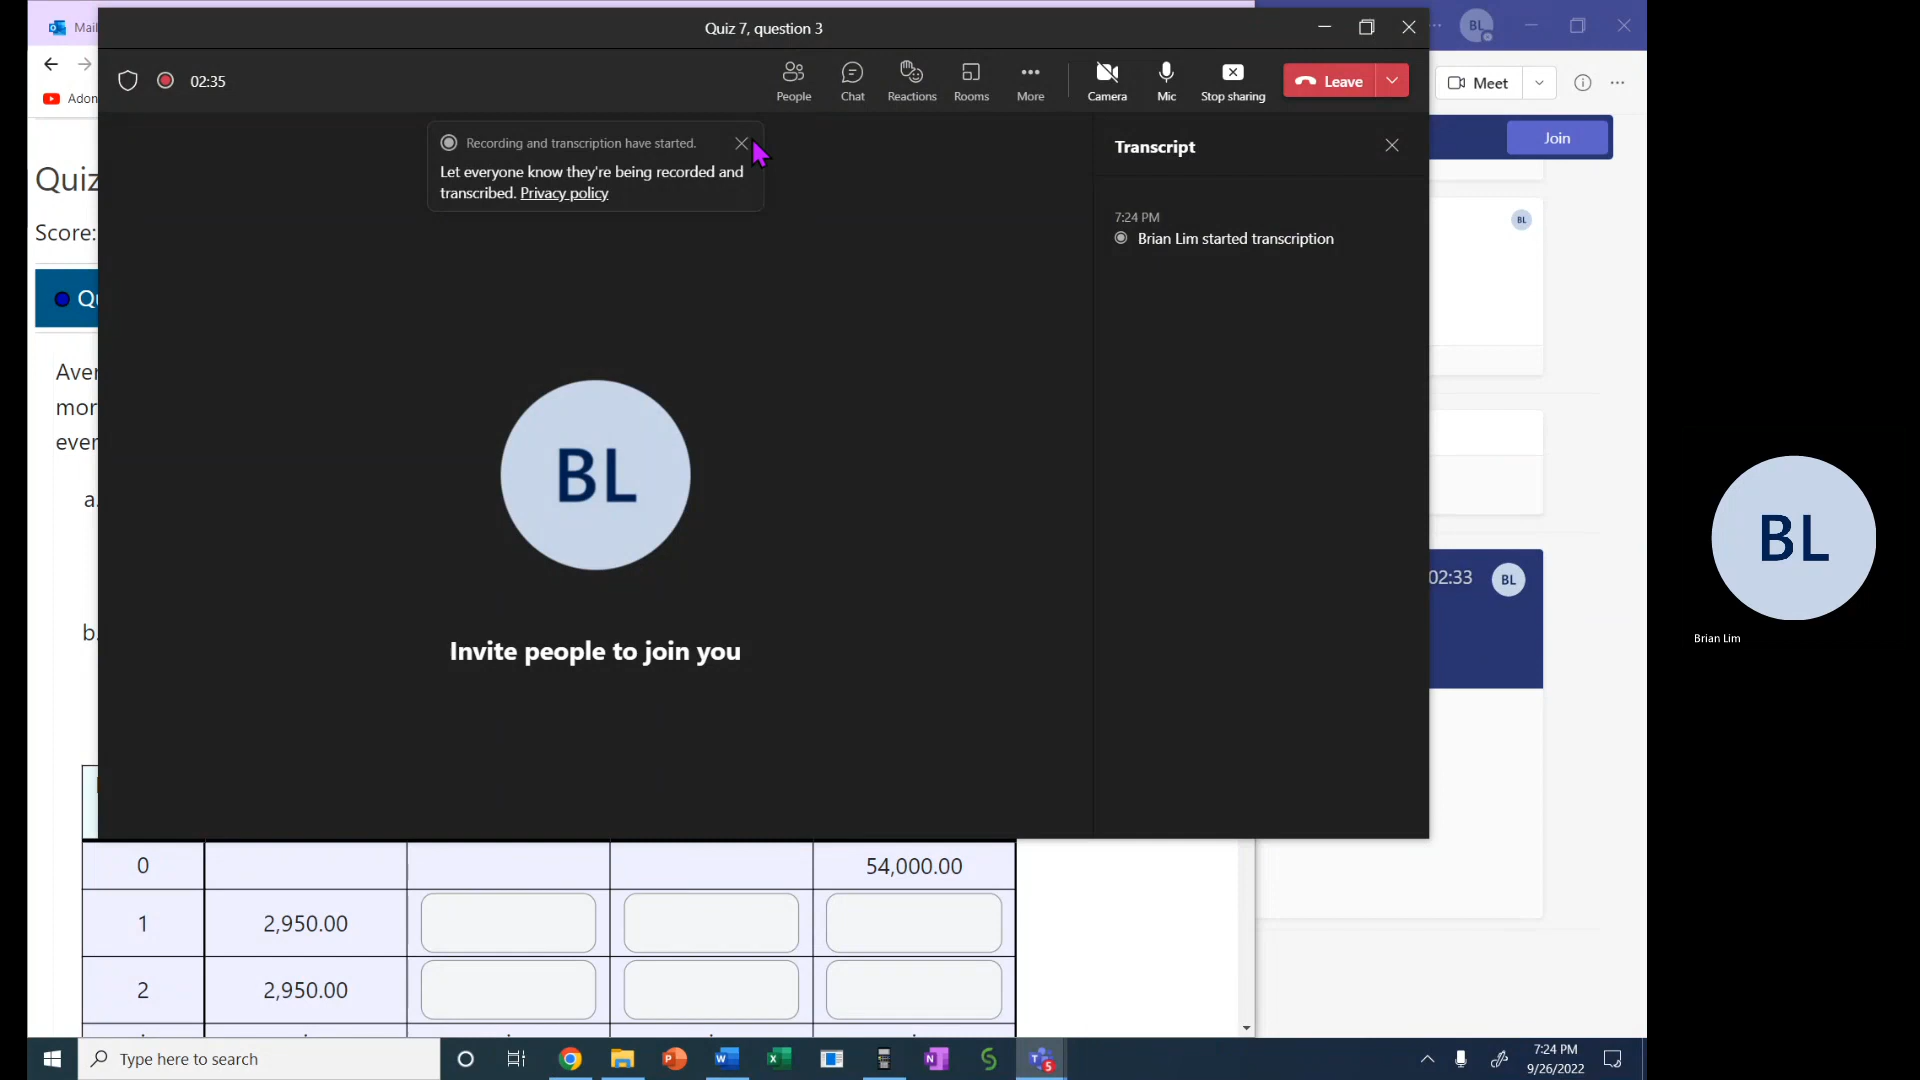 Mail
Quiz 7, question 3
BL
02:35
People
Chat
Reactions
Rooms
More
Camera
Mic
Stop sharing
Leave
Meet
Adon
Recording and transcription have started.
Let everyone know they're being recorded and
transcribed. Privacy policy
Transcript
Join
Quiz
7:24 PM
Brian Lim started transcription
BL
Score:
Qu
Aver
mor
ever
a.
b.
BL
Invite people to join you
02:33
BL
BL
Brian Lim
0
54,000.00
1
2,950.00
2
2,950.00
Type here to search
5
7:24 PM
9/26/2022